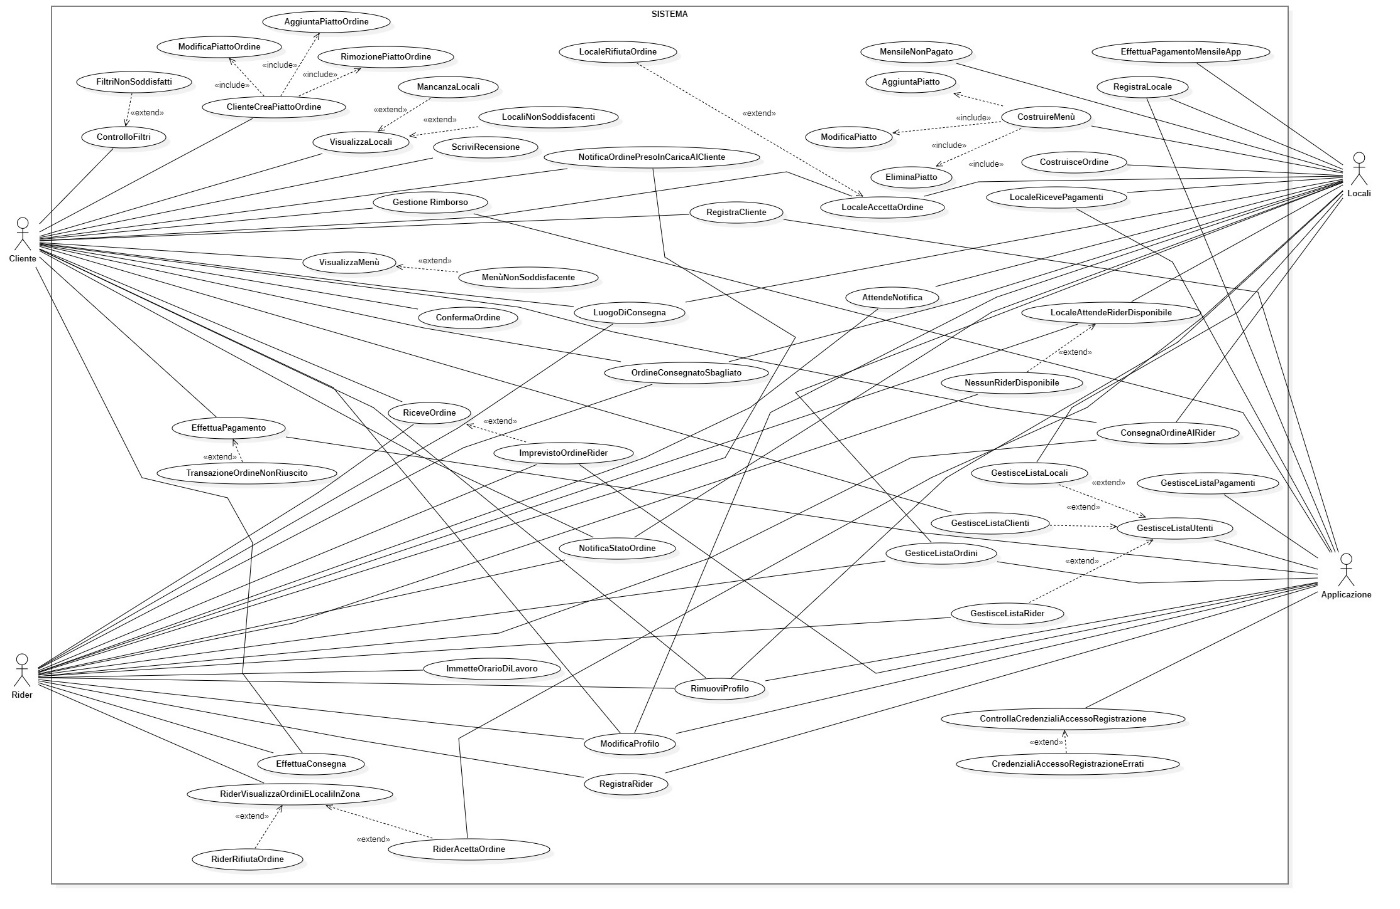 SISTEMA
AggiuntaPiattoOrdine
ModificaPiattoOrdine
RimozionePiattoOrdine
LocaleRifiutaOrdine
MensileNonPagato
EffettuaPagamentoMensileApp
«include»
«include»
«include»
FiltriNonSoddisfatti
MancanzaLocali
AggiuntaPiatto
RegistraLocale
ClienteCreaPiattoOrdine
«extend»
«extend»
«extend»
«extend»
LocaliNonSoddisfacenti
CostruireMenù
«include»
ControlloFiltri
VisualizzaLocali
ScriviRecensione
ModificaPiatto
«include»
NotificaOrdinePresoInCaricaAlCliente
CostruisceOrdine
«include»
EliminaPiatto
Locali
Gestione Rimborso
RegistraCliente
LocaleAccettaOrdine
LocaleRicevePagamenti
Cliente
VisualizzaMenù
«extend»
MenùNonSoddisfacente
AttendeNotifica
ConfermaOrdine
LuogoDiConsegna
LocaleAttendeRiderDisponibile
«extend»
OrdineConsegnatoSbagliato
NessunRiderDisponibile
RiceveOrdine
«extend»
EffettuaPagamento
ConsegnaOrdineAlRider
«extend»
ImprevistoOrdineRider
TransazioneOrdineNonRiuscito
GestisceListaLocali
«extend»
GestisceListaPagamenti
«extend»
GestisceListaClienti
GestisceListaUtenti
NotificaStatoOrdine
GesticeListaOrdini
«extend»
Applicazione
GestisceListaRider
ImmetteOrarioDiLavoro
RimuoviProfilo
Rider
ControllaCredenzialiAccessoRegistrazione
«extend»
ModificaProfilo
EffettuaConsegna
CredenzialiAccessoRegistrazioneErrati
RegistraRider
RiderVisualizzaOrdiniELocaliInZona
«extend»
«extend»
RiderAcettaOrdine
RiderRifiutaOrdine